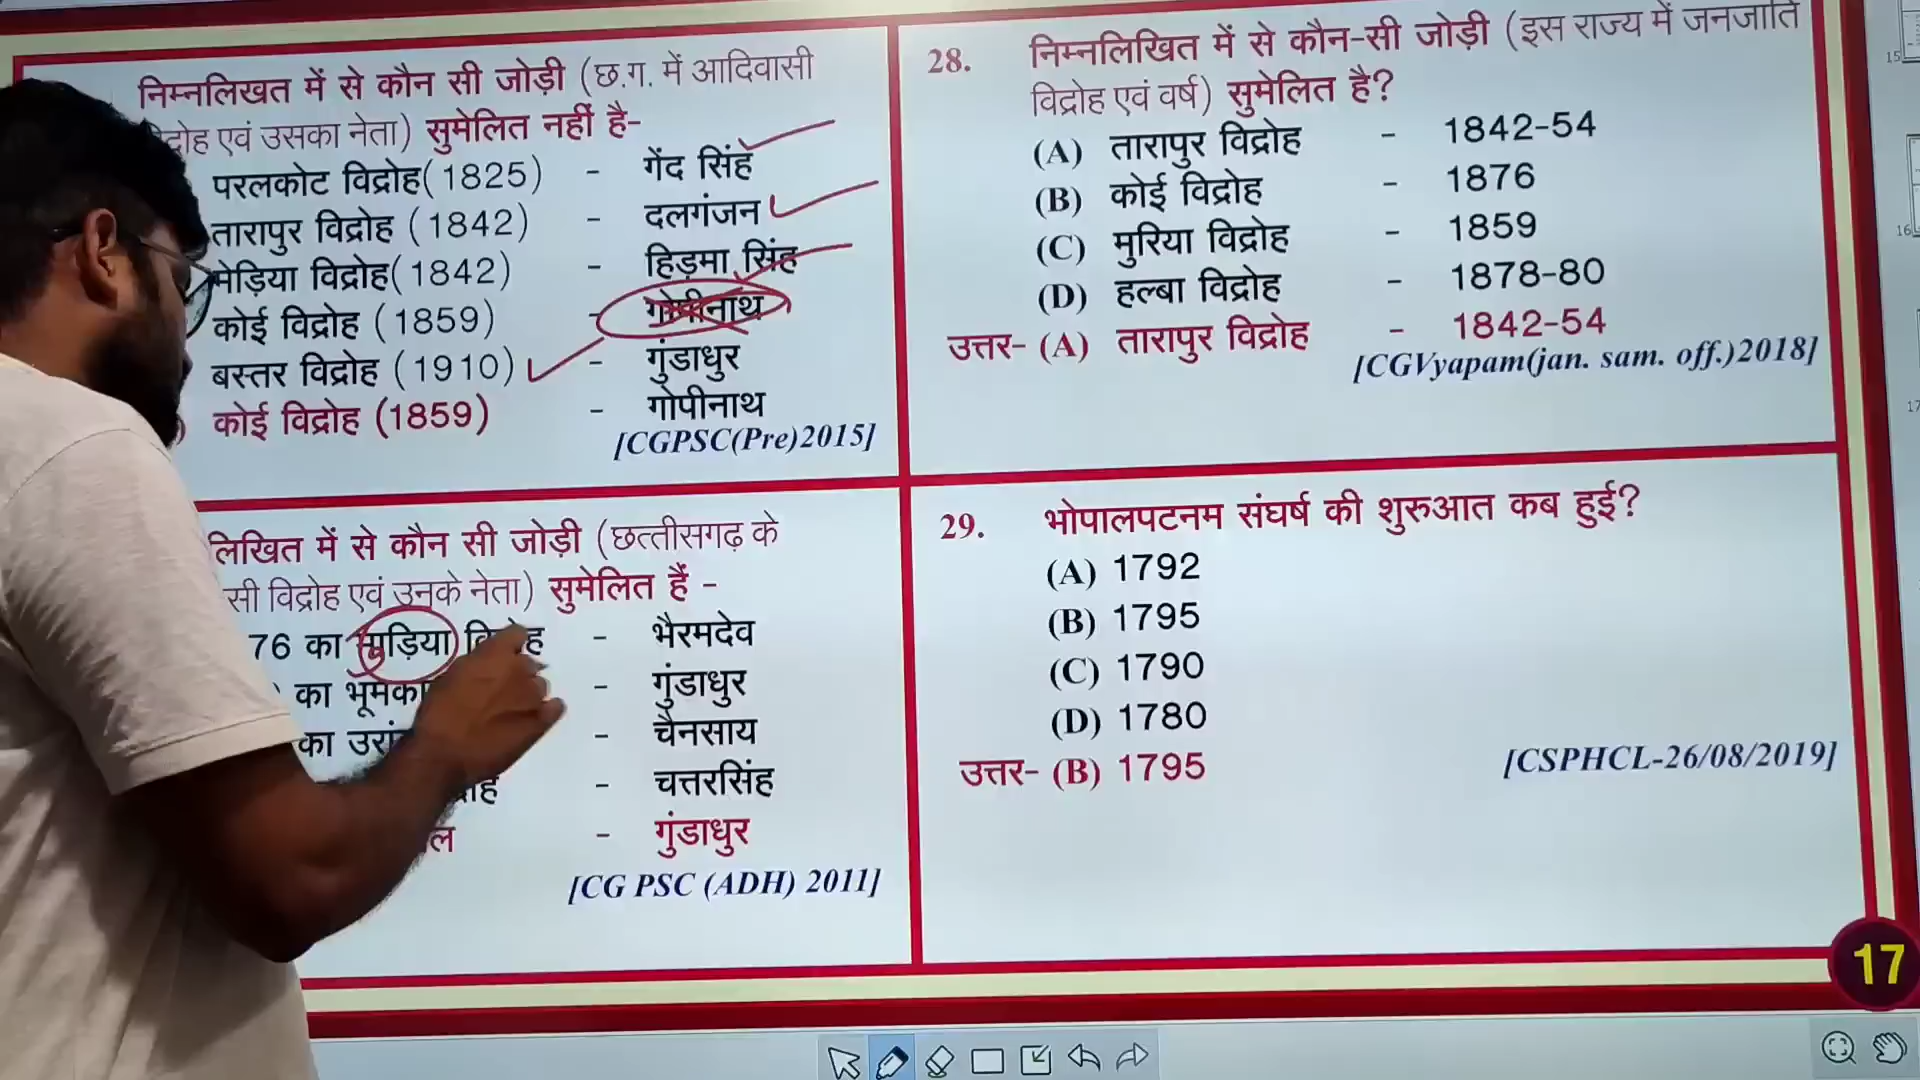 निम्नलिखत में से कौन सी जोड़ी (छ.ग. में आदिवासी
द्रोह एवं उसका नेता) सुमेलित नहीं है-
परलकोट विद्रोह(1825) - गेंद सिंह
तारापुर विद्रोह (1842) - दलगंजन
मेड़िया विद्रोह(1842) - हिड़मा सिंह
कोई विद्रोह (1859) - गोपीनाथ
बस्तर विद्रोह (1910) - गुंडाधुर
कोई विद्रोह (1859) - गोपीनाथ
[CGPSC(Pre)2015]
लिखित में से कौन सी जोड़ी (छत्तीसगढ़ के
सी विद्रोह एवं उनके नेता) सुमेलित हैं -
76 का मुड़िया - भैरमदेव
का भूमका - गुंडाधुर
का - चैनसाय
- चत्तरसिंह
ल - गुंडाधुर
[CG PSC (ADH) 2011]
28. निम्नलिखित में से कौन-सी जोड़ी (इस राज्य में जनजाति
विद्रोह एवं वर्ष) सुमेलित है?
(A) तारापुर विद्रोह - 1842-54
(B) कोई विद्रोह - 1876
(C) मुरिया विद्रोह - 1859
(D) हल्बा विद्रोह - 1878-80
उत्तर- (A) तारापुर विद्रोह - 1842-54
[CGVyapam(jan. sam. off.)2018]
29. भोपालपटनम संघर्ष की शुरुआत कब हुई?
(A) 1792
(B) 1795
(C) 1790
(D) 1780
उत्तर- (B) 1795
[CSPHCL-26/08/2019]
17
15
16
17